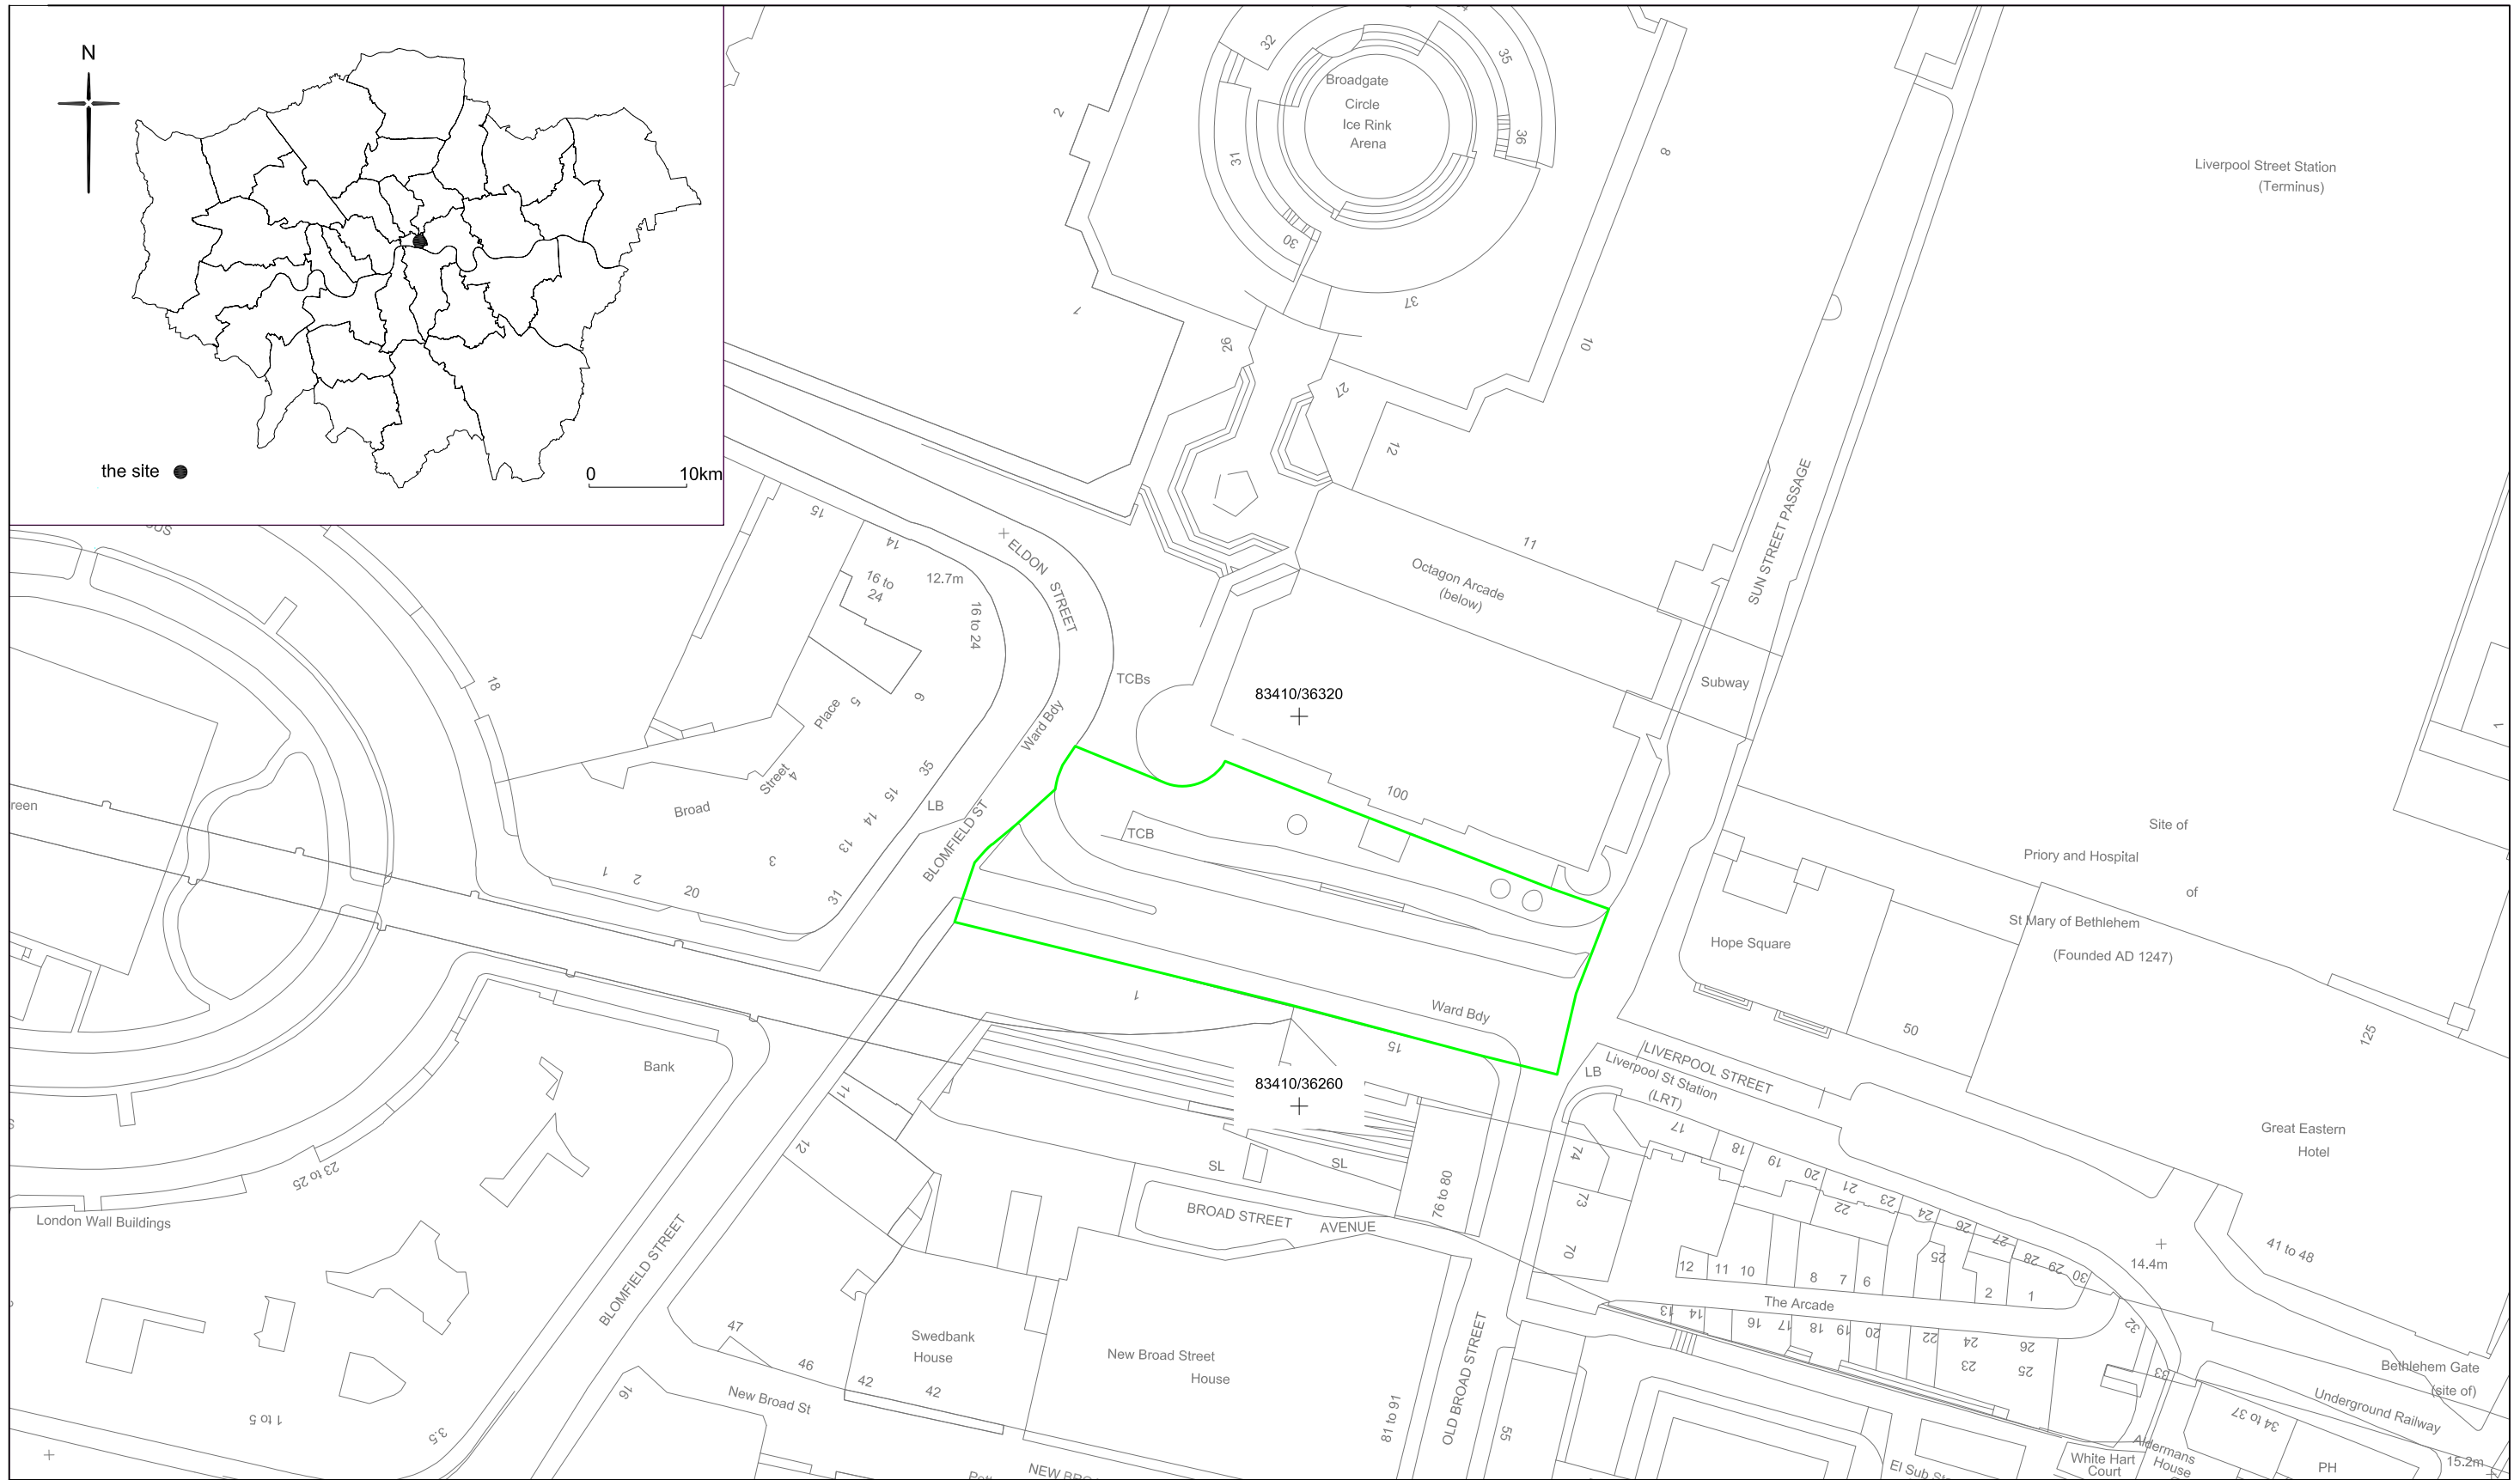 N
the site
0 10km
32
35
Broadgate
Circle
Ice Rink
Arena
36
31
30
37
2
1
8
10
26
27
12
11
Liverpool Street Station
(Terminus)
SUN STREET PASSAGE
Octagon Arcade
(below)
Subway
ELDON
STREET
15
14
16 to
24
12.7m
16 to 24
18
TCBs
83410/36320
Place
5
6
Ward Bdy
35
Street
4
Broad
15
14
13
LB
BLOMFIELD ST
3
1
2
20
31
reen
100
TCB
Site of
Priory and Hospital
of
St Mary of Bethlehem
(Founded AD 1247)
Hope Square
50
125
Ward Bdy
1
15
83410/36260
Bank
11
12
LB
LIVERPOOL STREET
Liverpool St Station
(LRT)
Great Eastern
Hotel
SL
SL
76 to 80
BROAD STREET
AVENUE
74
73
70
17
18
19
20
21
22
23
24
25
26
27
28
29
30
12
11
10
8
7
6
2
1
The Arcade
14.4m
41 to 48
23 to 25
London Wall Buildings
BLOMFIELD STREET
13
14
16
17
18
19
20
22
24
23
26
25
32
33
47
46
42
42
Swedbank
House
New Broad Street
House
New Broad St
16
1 to 5
3.5
81 to 91
OLD BROAD STREET
55
Bethlehem Gate
(site of)
Underground Railway
34 to 37
Aldermans
House
White Hart
Court
PH
15.2m
El Sub St
NEW BRO